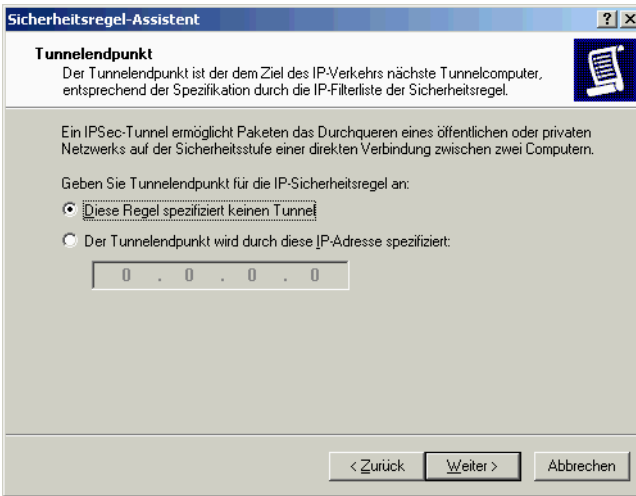 Sicherheitsregel-Assistent
Tunnelendpunkt
Der Tunnelendpunkt ist der dem Ziel des IP-Verkehrs nächste Tunnelcomputer,
entsprechend der Spezifikation durch die IP-Filterliste der Sicherheitsregel.
Ein IPSec-Tunnel ermöglicht Paketen das Durchqueren eines öffentlichen oder privaten
Netzwerks auf der Sicherheitsstufe einer direkten Verbindung zwischen zwei Computern.
Geben Sie Tunnelendpunkt für die IP-Sicherheitsregel an:
Diese Regel spezifiziert keinen Tunnel
Der Tunnelendpunkt wird durch diese IP-Adresse spezifiziert:
0 . 0 . 0 . 0
< Zurück Weiter > Abbrechen